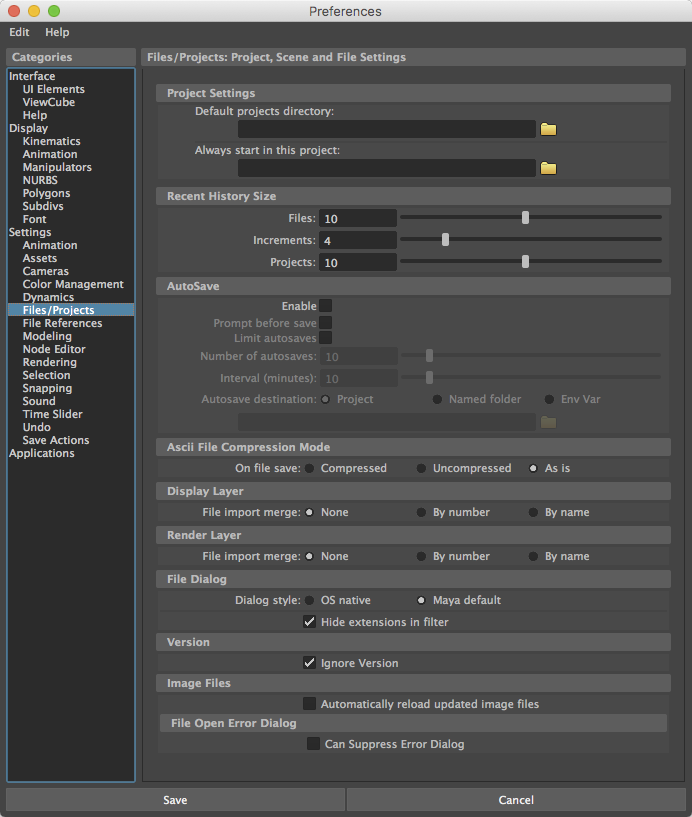 Preferences
Edit Help
Categories
Interface
UI Elements
ViewCube
Help
Display
Kinematics
Animation
Manipulators
NURBS
Polygons
Subdivs
Font
Settings
Animation
Assets
Cameras
Color Management
Dynamics
Files/Projects
File References
Modeling
Node Editor
Rendering
Selection
Snapping
Sound
Time Slider
Undo
Save Actions
Applications
Files/Projects: Project, Scene and File Settings
Project Settings
Default projects directory:
Always start in this project:
Recent History Size
Files: 10
Increments: 4
Projects: 10
AutoSave
Enable
Prompt before save
Limit autosaves
Number of autosaves: 10
Interval (minutes): 10
Autosave destination: Project Named folder Env Var
Ascii File Compression Mode
On file save: Compressed Uncompressed As is
Display Layer
File import merge: None By number By name
Render Layer
File import merge: None By number By name
File Dialog
Dialog style: OS native Maya default
Hide extensions in filter
Version
Ignore Version
Image Files
Automatically reload updated image files
File Open Error Dialog
Can Suppress Error Dialog
Save Cancel